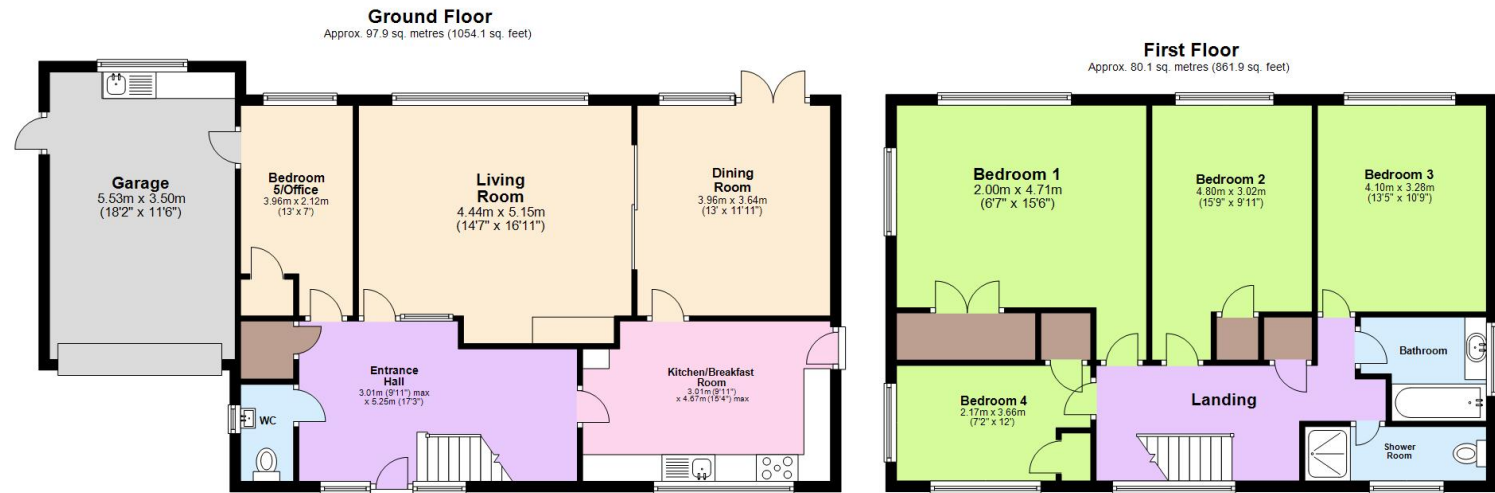 Ground Floor
Approx. 97.9 sq. metres (1054.1 sq. feet)
Garage
5.53m x 3.50m
(18'2" x 11'6")
Bedroom
5/Office
3.96m x 2.12m
(13' x 7')
Living
Room
4.44m x 5.15m
(14'7" x 16'11")
Dining
Room
3.96m x 3.64m
(13' x 11'11")
Entrance
Hall
3.01m (9'11") max
x 5.25m (17'3")
Kitchen/Breakfast
Room
3.01m (9'11")
x 4.67m (15'4") max
WC
First Floor
Approx. 80.1 sq. metres (861.9 sq. feet)
Bedroom 1
2.00m x 4.71m
(6'7" x 15'6")
Bedroom 2
4.80m x 3.02m
(15'9" x 9'11")
Bedroom 3
4.10m x 3.28m
(13'5" x 10'9")
Bathroom
Bedroom 4
2.17m x 3.66m
(7'2" x 12')
Landing
Shower
Room